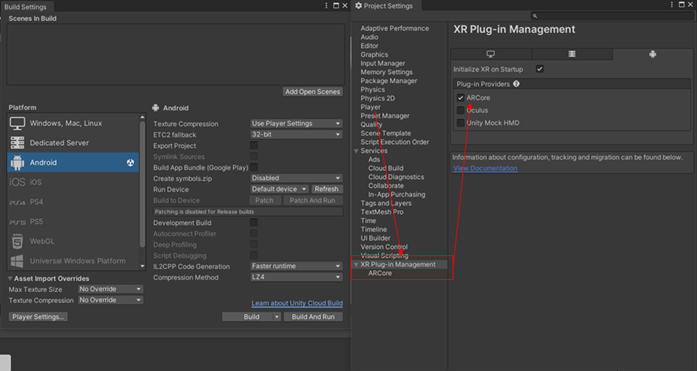 Build Settings
Scenes In Build
Add Open Scenes
Platform
Windows, Mac, Linux
Dedicated Server
Android
iOS iOS
PS4 PS4
PS5 PS5
WebGL
Universal Windows Platform
Asset Import Overrides
Max Texture Size No Override
Texture Compression No Override
Player Settings...
Android
Texture Compression Use Player Settings
ETC2 fallback 32-bit
Export Project
Symlink Sources
Build App Bundle (Google Play)
Create symbols.zip Disabled
Run Device Default device Refresh
Build to Device Patch Patch And Run
Patching is disabled for Release builds
Development Build
Autoconnect Profiler
Deep Profiling
Script Debugging
IL2CPP Code Generation Faster runtime
Compression Method LZ4
Learn about Unity Cloud Build
Build Build And Run
Project Settings
Adaptive Performance
Audio
Editor
Graphics
Input Manager
Memory Settings
Package Manager
Physics
Physics 2D
Player
Preset Manager
Quality
Scene Template
Script Execution Order
Services
Ads
Cloud Build
Cloud Diagnostics
Collaborate
In-App Purchasing
Tags and Layers
TextMesh Pro
Time
Timeline
UI Builder
Version Control
Visual Scripting
XR Plug-in Management
ARCore
XR Plug-in Management
Initialize XR on Startup
Plug-in Providers
ARCore
Oculus
Unity Mock HMD
Information about configuration, tracking and migration can be found below.
View Documentation